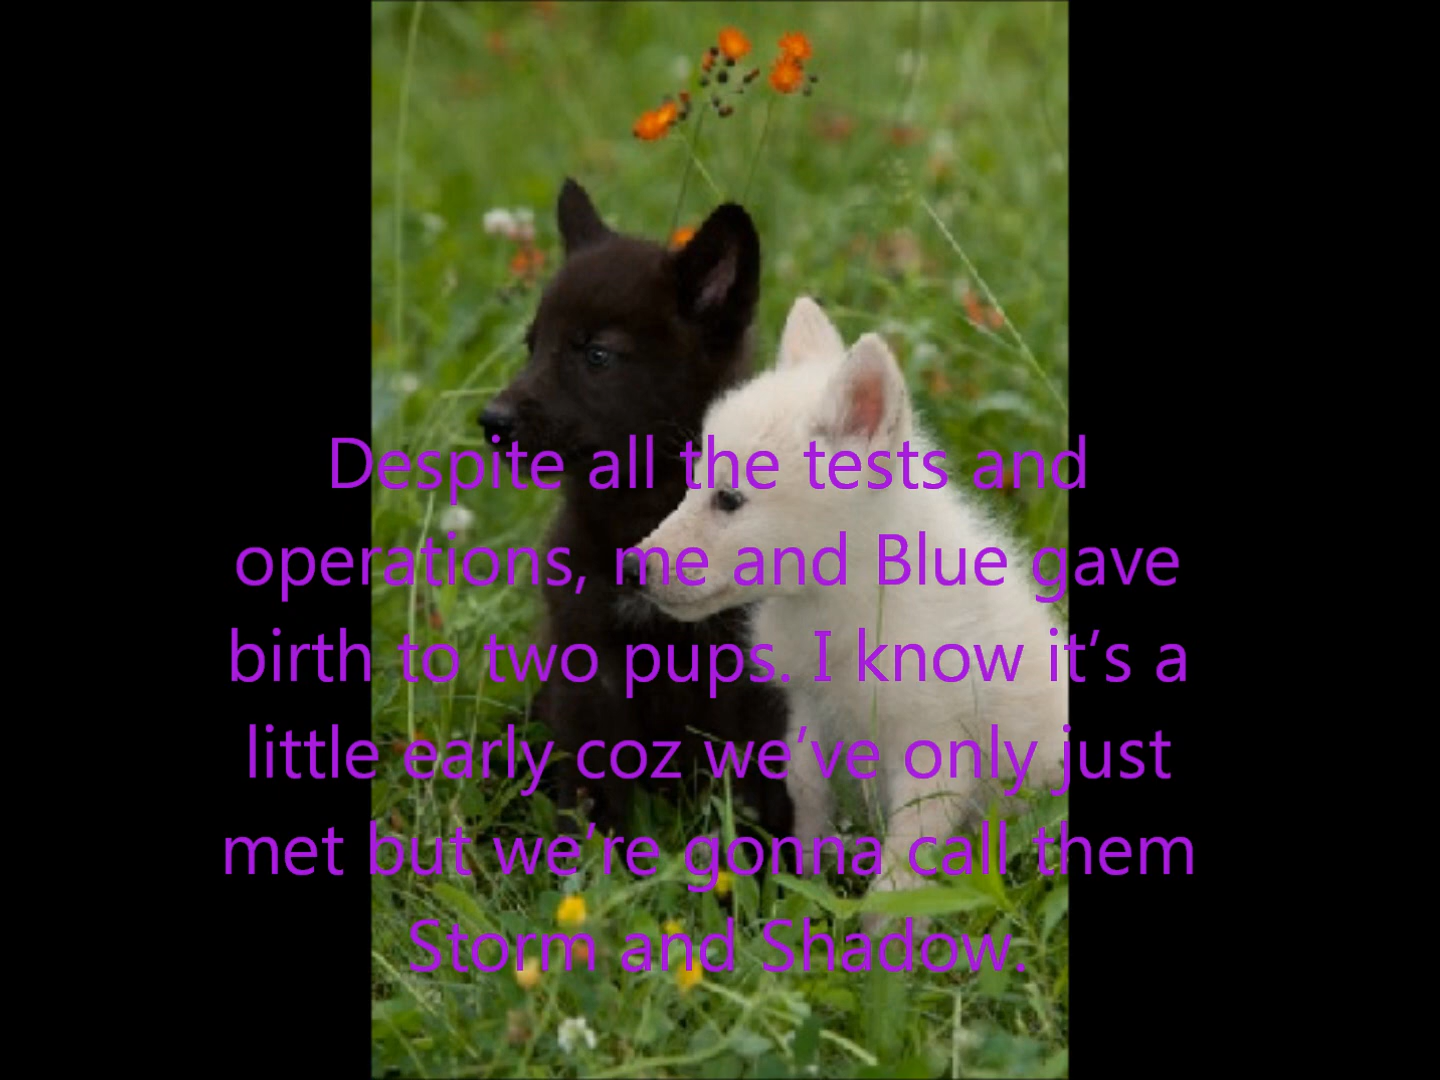 Despite all the tests and
operations, me and Blue gave
birth to two pups. I know it’s a
little early coz we’ve only just
met but we’re gonna call them
Storm and Shadow.